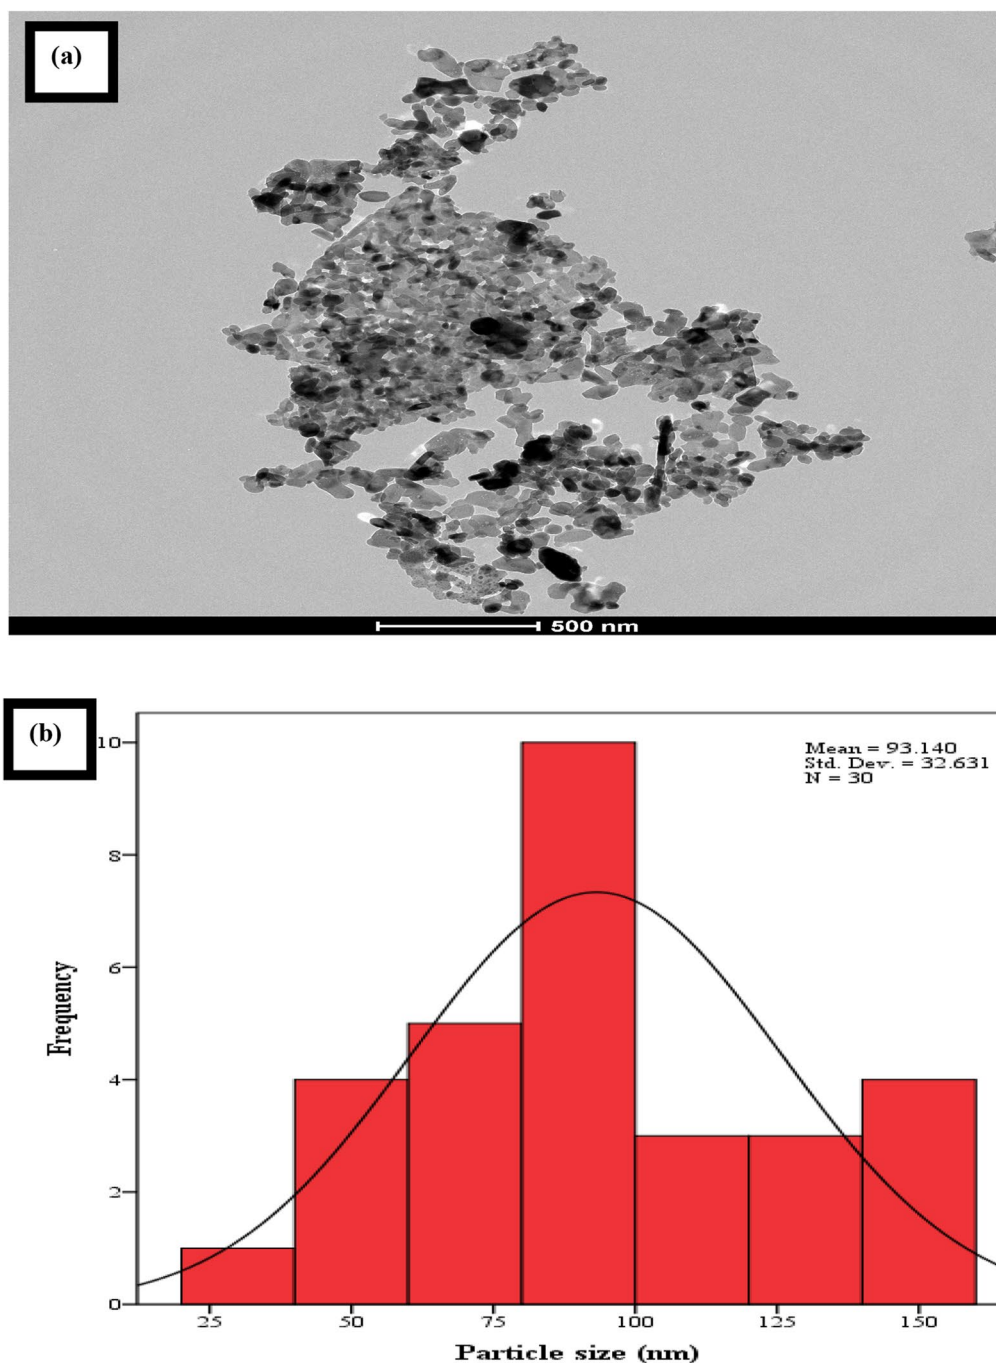 (a)
500 nm
(b)
Mean = 93.140
Std. Dev. = 32.631
N = 30
10
8
6
4
2
0
Frequency
25 50 75 100 125 150
Particle size (nm)